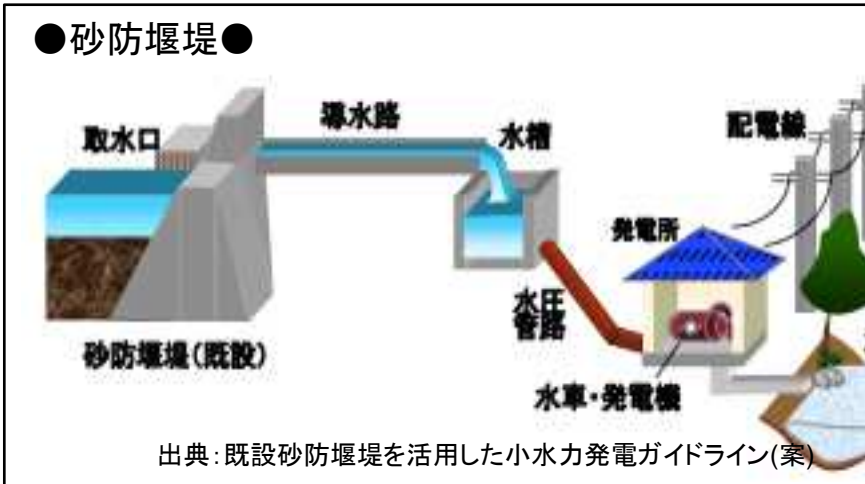 ●砂防堰堤●
取水口
導水路
水槽
配電線
発電所
水圧
管路
砂防堰堤(既設)
水車・発電機
出典:既設砂防堰堤を活用した小水力発電ガイドライン(案)